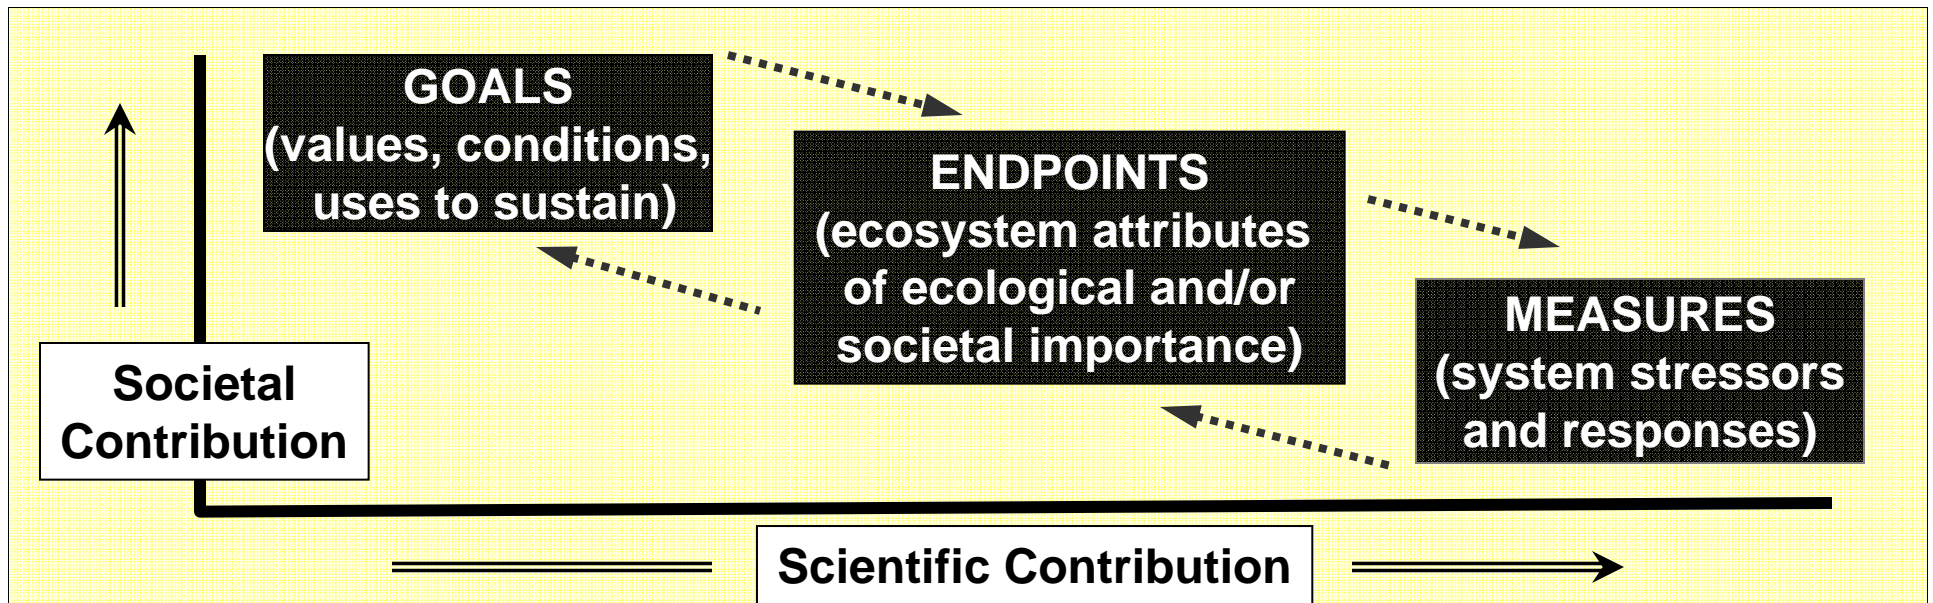 GOALS
(values, conditions,
uses to sustain)
ENDPOINTS
(ecosystem attributes
of ecological and/or
societal importance)
MEASURES
(system stressors
and responses)
Societal
Contribution
Scientific Contribution